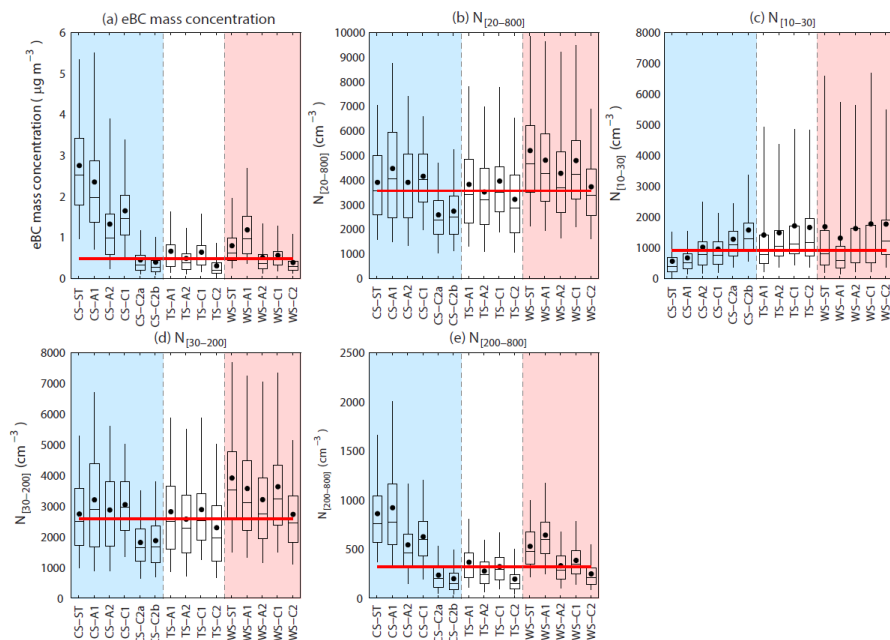 (a) eBC mass concentration
eBC mass concentration ( μg m−3)
6
5
4
3
2
1
0
CS−ST
CS−A1
CS−A2
CS−C1
CS−C2a
CS−C2b
TS−A1
TS−A2
TS−C1
TS−C2
WS−ST
WS−A1
WS−A2
WS−C1
WS−C2
(b) N[20−800]
N[20−800] (cm−3)
10000
9000
8000
7000
6000
5000
4000
3000
2000
1000
0
CS−ST
CS−A1
CS−A2
CS−C1
CS−C2a
CS−C2b
TS−A1
TS−A2
TS−C1
TS−C2
WS−ST
WS−A1
WS−A2
WS−C1
WS−C2
(c) N[10−30]
N[10−30] (cm−3)
8000
7000
6000
5000
4000
3000
2000
1000
0
CS−ST
CS−A1
CS−A2
CS−C1
CS−C2a
CS−C2b
TS−A1
TS−A2
TS−C1
TS−C2
WS−ST
WS−A1
WS−A2
WS−C1
WS−C2
(d) N[30−200]
N[30−200] (cm−3)
8000
7000
6000
5000
4000
3000
2000
1000
0
CS−ST
CS−A1
CS−A2
CS−C1
CS−C2a
CS−C2b
TS−A1
TS−A2
TS−C1
TS−C2
WS−ST
WS−A1
WS−A2
WS−C1
WS−C2
(e) N[200−800]
N[200−800] (cm−3)
2500
2000
1500
1000
500
0
CS−ST
CS−A1
CS−A2
CS−C1
CS−C2a
CS−C2b
TS−A1
TS−A2
TS−C1
TS−C2
WS−ST
WS−A1
WS−A2
WS−C1
WS−C2